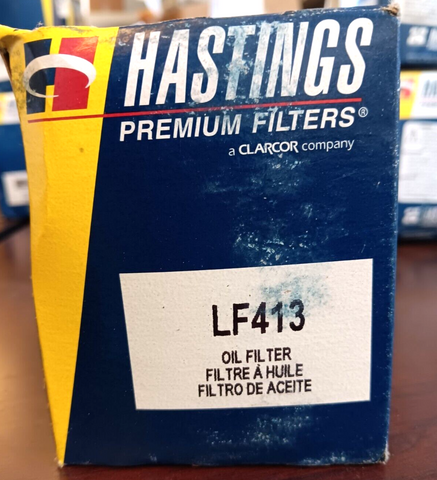 HASTINGS
PREMIUM FILTERS®
a CLARCOR company
LF413
OIL FILTER
FILTRE À HUILE
FILTRO DE ACEITE